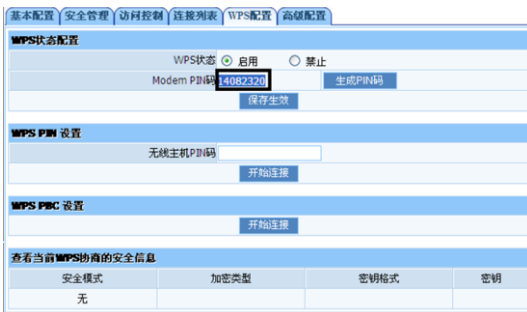 基本配置 安全管理 访问控制 连接列表 WPS配置 高级配置
WPS状态配置
WPS状态 启用 禁止
Modem PIN码 14082320 生成PIN码
保存生效
WPS PIN 设置
无线主机PIN码
开始连接
WPS PBC 设置
开始连接
查看当前WPS协商的安全信息
安全模式 加密类型 密钥格式 密钥
无